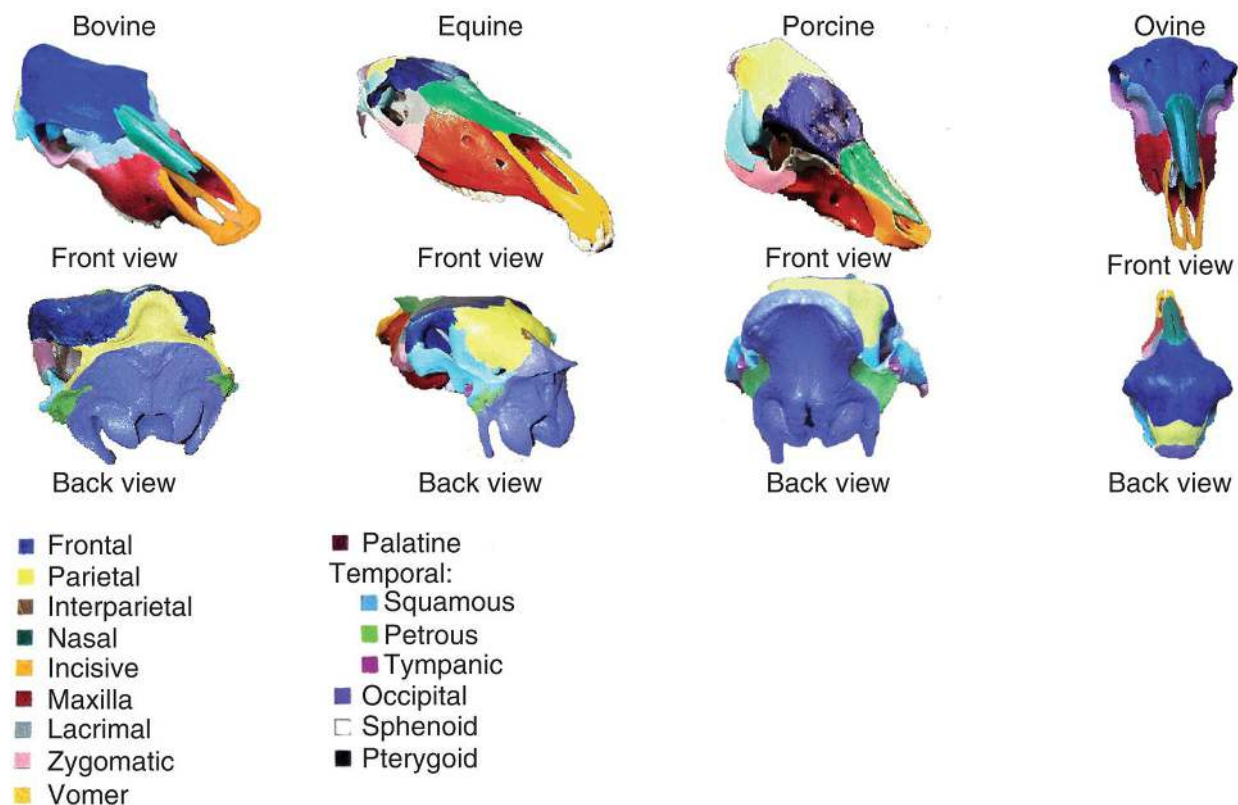 Bovine
Equine
Porcine
Ovine
Front view
Front view
Front view
Front view
Back view
Back view
Back view
Back view
Frontal
Parietal
Interparietal
Nasal
Incisive
Maxilla
Lacrimal
Zygomatic
Vomer
Palatine
Temporal:
Squamous
Petrous
Tympanic
Occipital
Sphenoid
Pterygoid